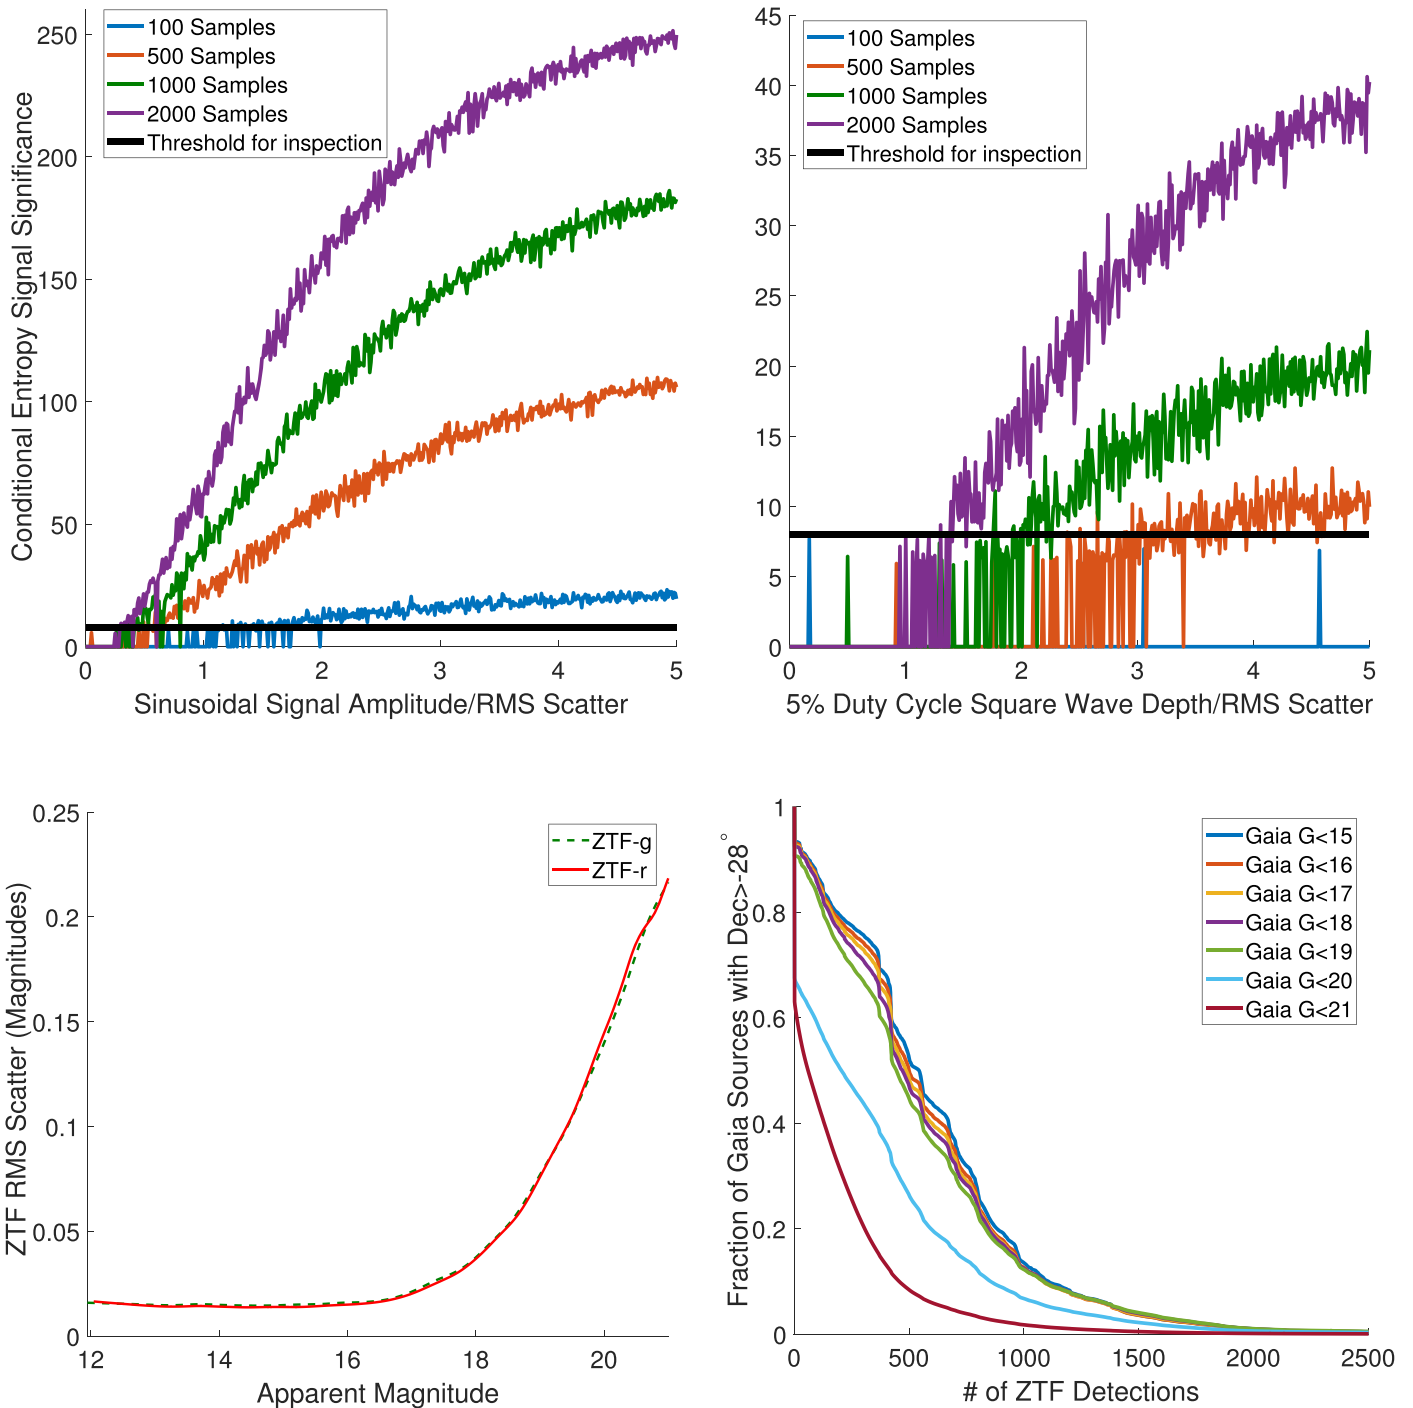 100 Samples
500 Samples
1000 Samples
2000 Samples
Threshold for inspection
Conditional Entropy Signal Significance
250
200
150
100
50
0
0 1 2 3 4 5
Sinusoidal Signal Amplitude/RMS Scatter
100 Samples
500 Samples
1000 Samples
2000 Samples
Threshold for inspection
45
40
35
30
25
20
15
10
5
0
0 1 2 3 4 5
5% Duty Cycle Square Wave Depth/RMS Scatter
ZTF-g
ZTF-r
ZTF RMS Scatter (Magnitudes)
0.25
0.2
0.15
0.1
0.05
0
12 14 16 18 20
Apparent Magnitude
Gaia G<15
Gaia G<16
Gaia G<17
Gaia G<18
Gaia G<19
Gaia G<20
Gaia G<21
Fraction of Gaia Sources with Dec>-28°
1
0.8
0.6
0.4
0.2
0
0 500 1000 1500 2000 2500
# of ZTF Detections